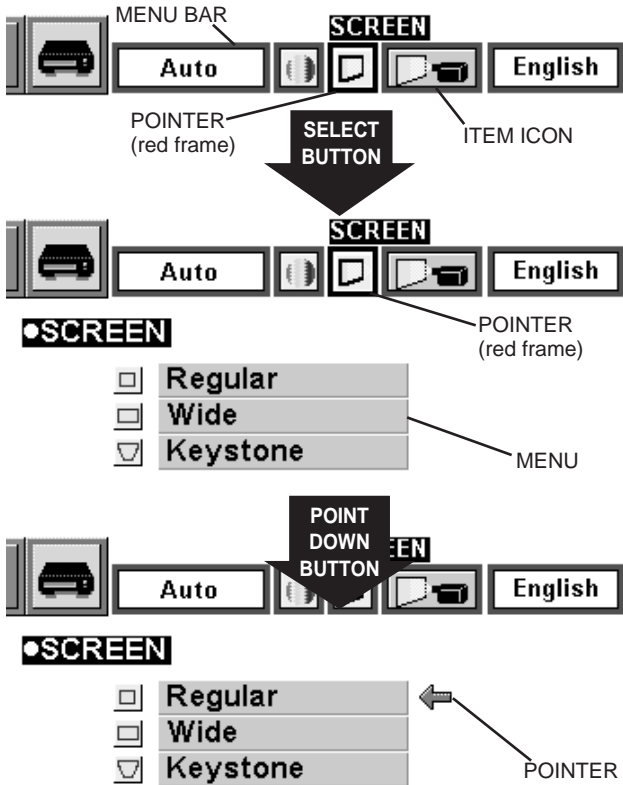 MENU BAR
SCREEN
Auto
English
POINTER
(red frame)
SELECT
BUTTON
ITEM ICON
SCREEN
Auto
English
POINTER
(red frame)
●SCREEN
Regular
Wide
Keystone
MENU
POINT
DOWN
BUTTON
EEN
Auto
English
●SCREEN
Regular
Wide
Keystone
POINTER